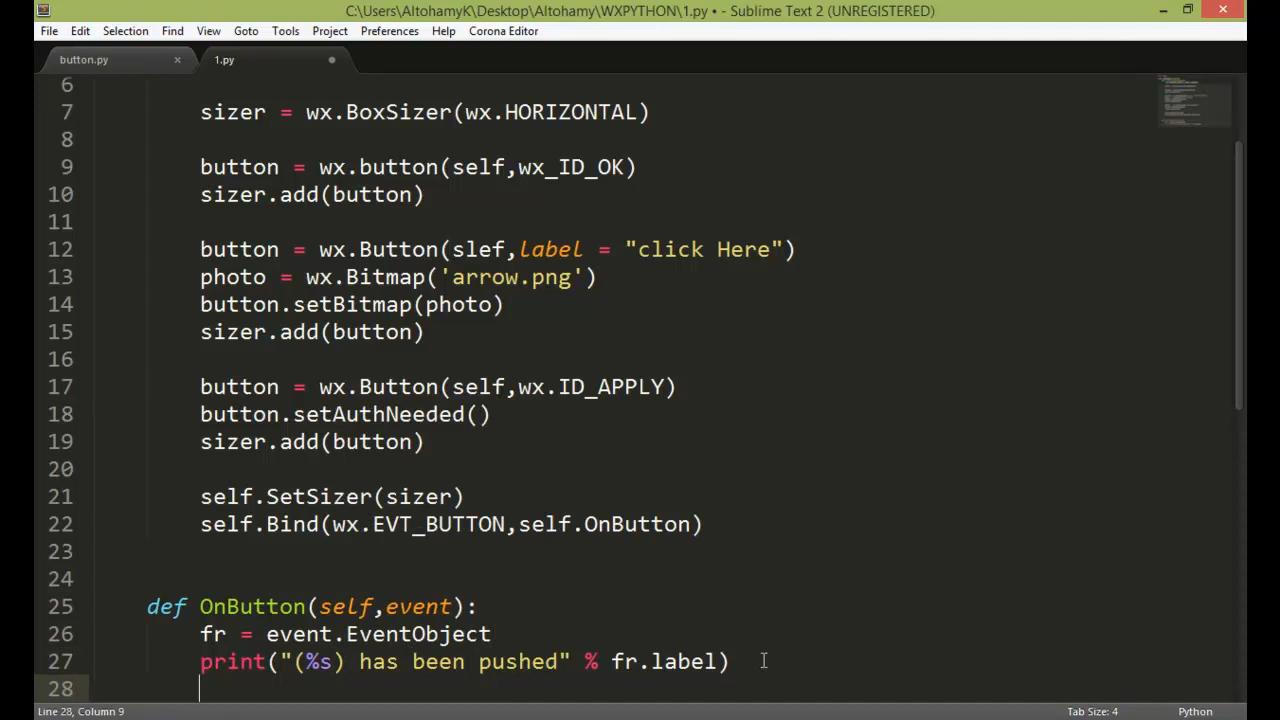 C:\Users\AltohamyK\Desktop\Altohamy\WXPYTHON\1.py • - Sublime Text 2 (UNREGISTERED)
File Edit Selection Find View Goto Tools Project Preferences Help Corona Editor
button.py × 1.py
6
7 sizer = wx.BoxSizer(wx.HORIZONTAL)
8
9 button = wx.button(self,wx_ID_OK)
10 sizer.add(button)
11
12 button = wx.Button(slef,label = "click Here")
13 photo = wx.Bitmap('arrow.png')
14 button.setBitmap(photo)
15 sizer.add(button)
16
17 button = wx.Button(self,wx.ID_APPLY)
18 button.setAuthNeeded()
19 sizer.add(button)
20
21 self.SetSizer(sizer)
22 self.Bind(wx.EVT_BUTTON,self.OnButton)
23
24
25 def OnButton(self,event):
26 fr = event.EventObject
27 print("(%s) has been pushed" % fr.label)
28
Line 28, Column 9 Tab Size: 4 Python